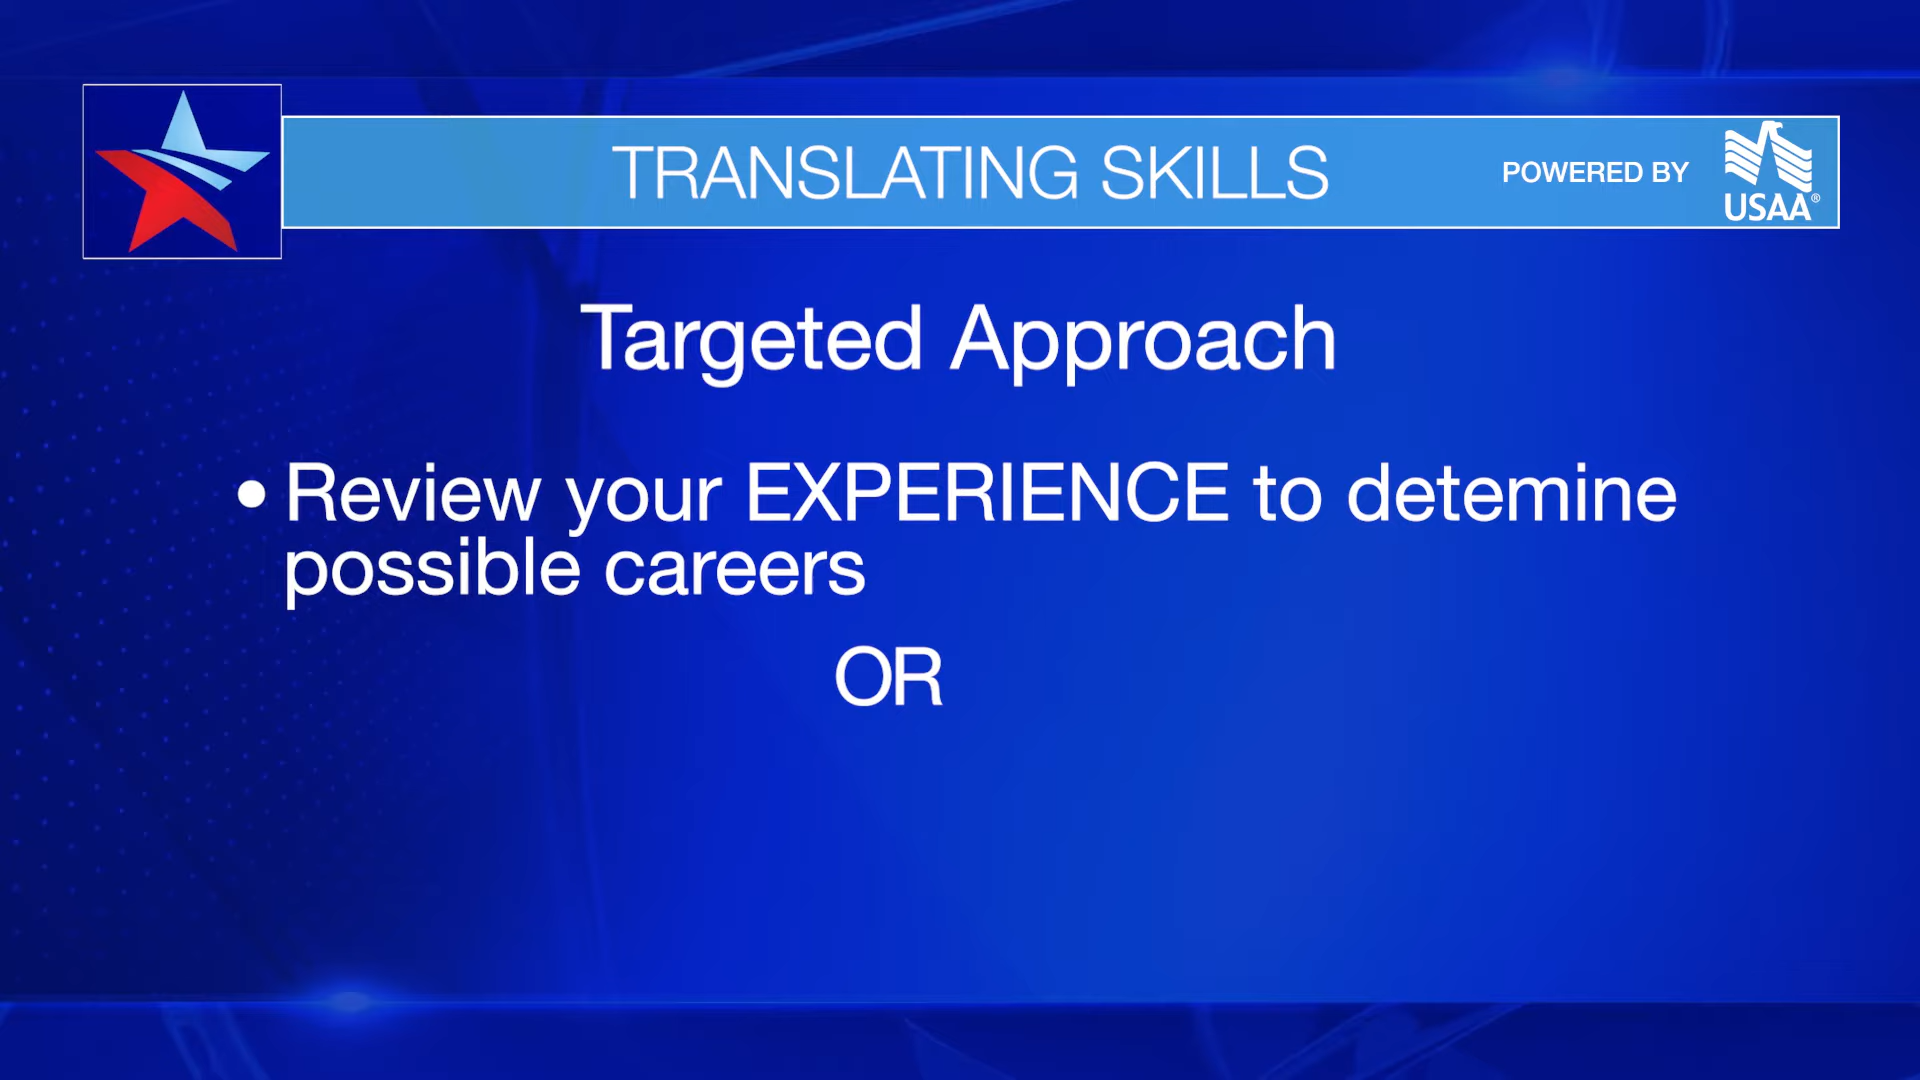 TRANSLATING SKILLS
POWERED BY
USAA®
Targeted Approach
• Review your EXPERIENCE to detemine
possible careers
OR